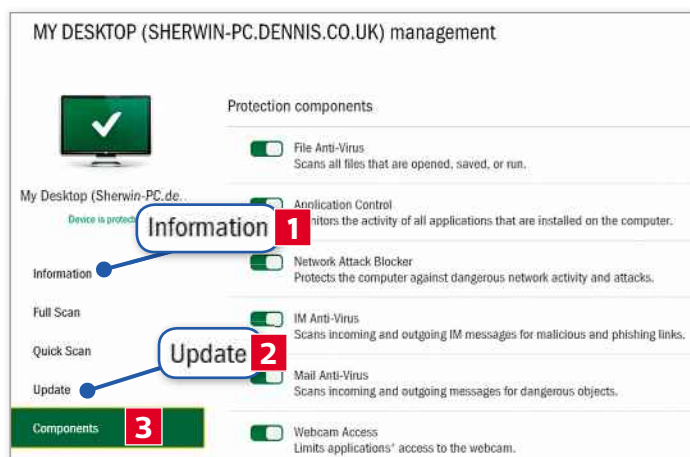 MY DESKTOP (SHERWIN-PC.DENNIS.CO.UK) management
Protection components
File Anti-Virus
Scans all files that are opened, saved, or run.
My Desktop (Sherwin-PC.de..
Device is
Application Control
the activity of all applications that are installed on the computer.
Information 1
Information
Network Attack Blocker
Protects the computer against dangerous network activity and attacks.
Full Scan
IM Anti-Virus
Scans incoming and outgoing IM messages for malicious and phishing links.
Quick Scan
Update 2
Update
Mail Anti-Virus
Scans incoming and outgoing messages for dangerous objects.
Components 3
Webcam Access
Limits applications' access to the webcam.